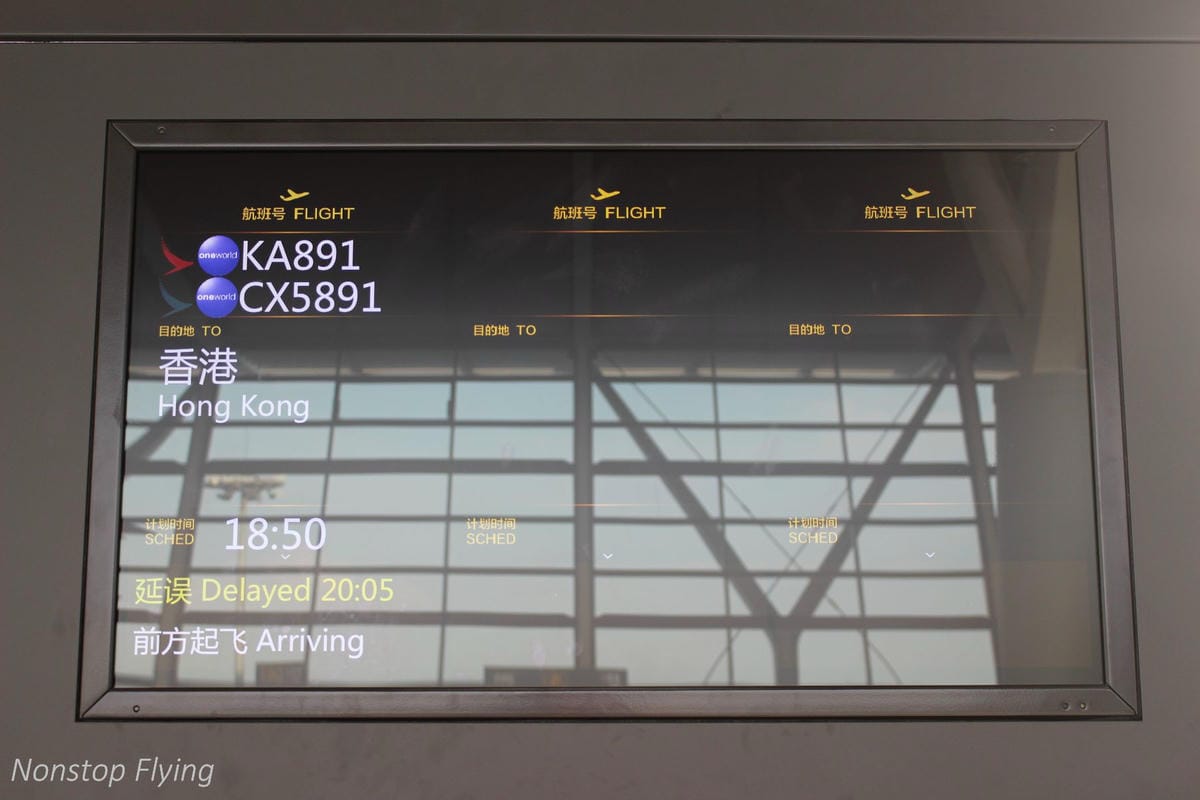 航班号 FLIGHT
航班号 FLIGHT
航班号 FLIGHT
oneworld KA891
oneworld CX5891
目的地 TO
目的地 TO
目的地 TO
香港
Hong Kong
计划时间
SCHED
18:50
计划时间
SCHED
计划时间
SCHED
延误 Delayed 20:05
前方起飞 Arriving
Nonstop Flying